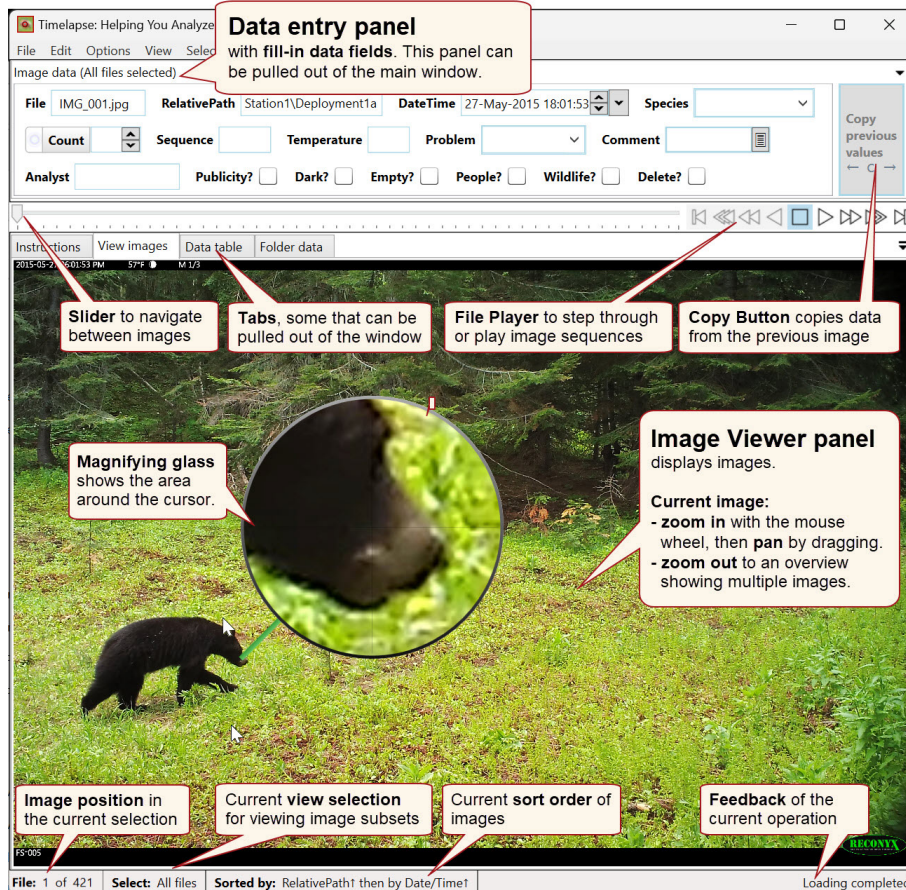 Timelapse: Helping You Analyze
Data entry panel
with fill-in data fields. This panel can
be pulled out of the main window.
File Edit Options View Selec
Image data (All files selected)
File IMG_001.jpg RelativePath Station1\Deployment1a DateTime 27-May-2015 18:01:53 Species
Count Sequence Temperature Problem Comment
Analyst Publicity? Dark? Empty? People? Wildlife? Delete?
Copy
previous
values
Instructions View images Data table Folder data
2015-05-27 6:01:53 PM 57°F M 1/3
Slider to navigate
between images
Tabs, some that can be
pulled out of the window
File Player to step through
or play image sequences
Copy Button copies data
from the previous image
Magnifying glass
shows the area
around the cursor.
Image Viewer panel
displays images.
Current image:
- zoom in with the mouse
wheel, then pan by dragging.
- zoom out to an overview
showing multiple images.
Image position in
the current selection
Current view selection
for viewing image subsets
Current sort order of
images
Feedback of the
current operation
FS-005
RECONYX
File: 1 of 421 Select: All files Sorted by: RelativePath↑ then by Date/Time↑ Loading completed